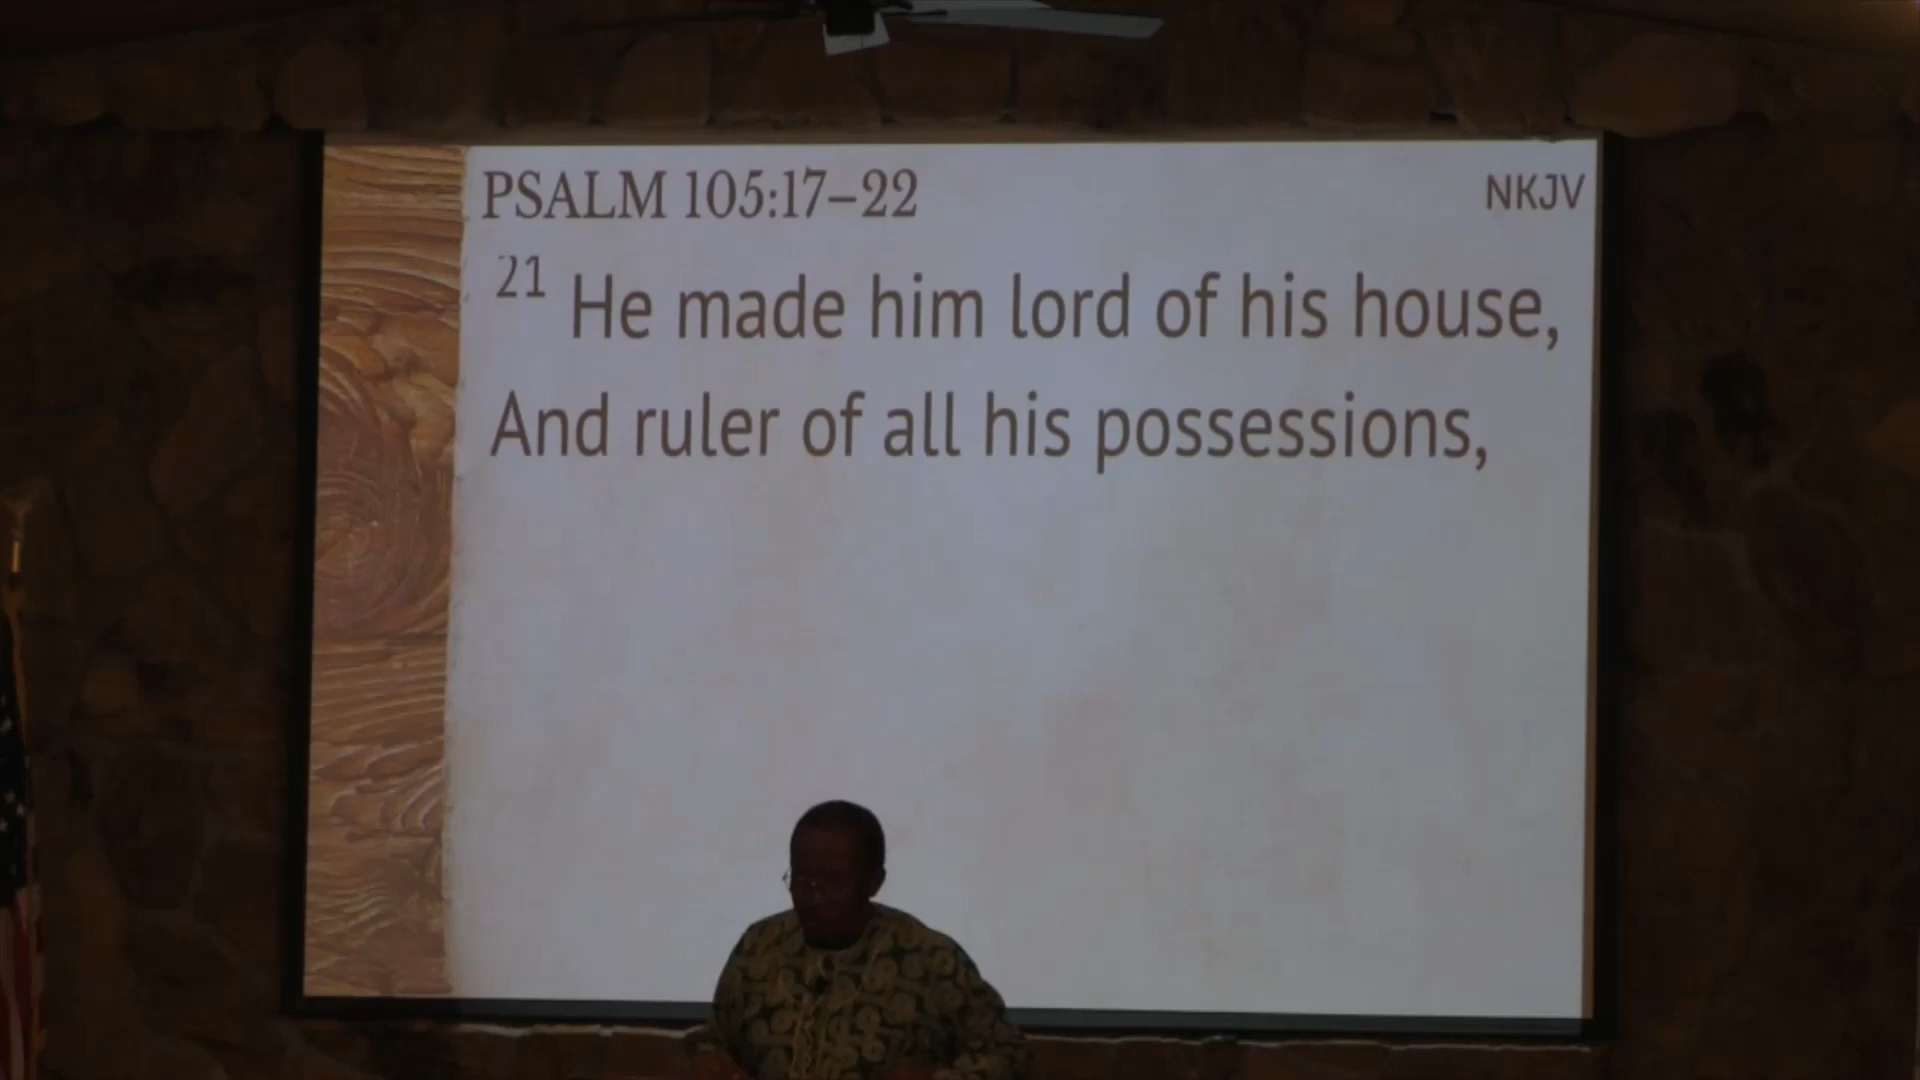 PSALM 105:17–22
NKJV
21 He made him lord of his house,
And ruler of all his possessions,